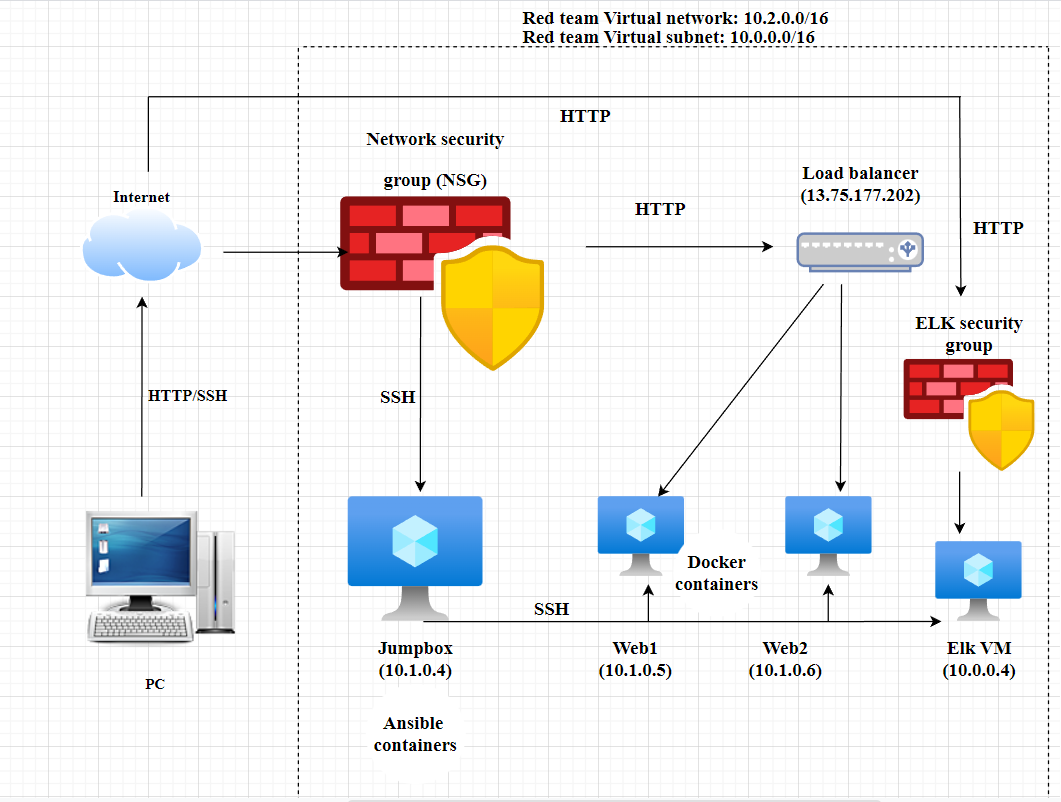 Red team Virtual network: 10.2.0.0/16
Red team Virtual subnet: 10.0.0.0/16
HTTP
Network security
group (NSG)
Load balancer
(13.75.177.202)
Internet
HTTP
HTTP
ELK security
group
HTTP/SSH
SSH
Docker
containers
SSH
Jumpbox
(10.1.0.4)
Web1
(10.1.0.5)
Web2
(10.1.0.6)
Elk VM
(10.0.0.4)
PC
Ansible
containers